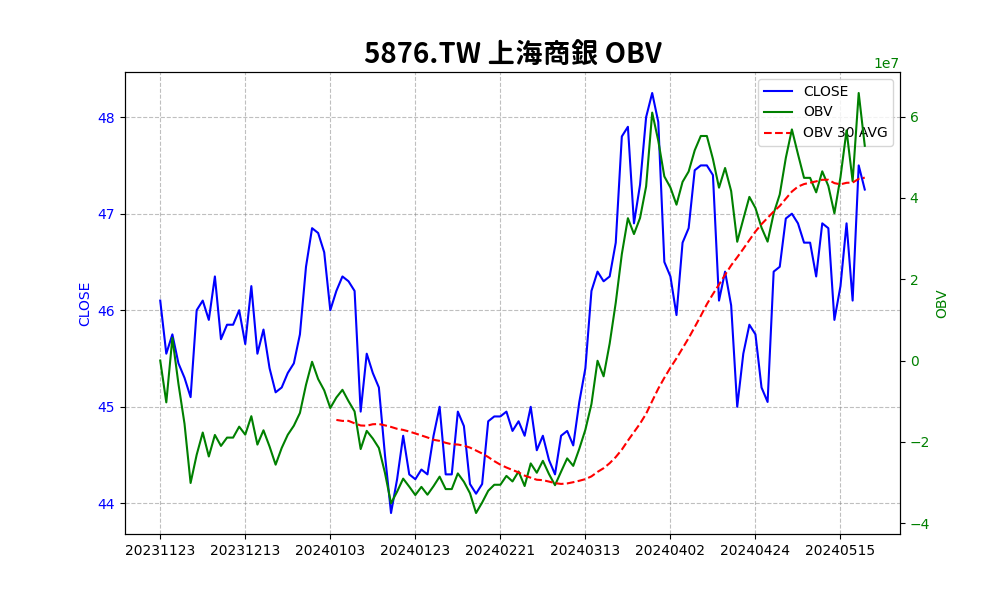 5876.TW 上海商銀 OBV
1e7
CLOSE
OBV
OBV 30 AVG
48
47
46
45
44
CLOSE
6
4
2
0
−2
−4
OBV
20231123 20231213 20240103 20240123 20240221 20240313 20240402 20240424 20240515